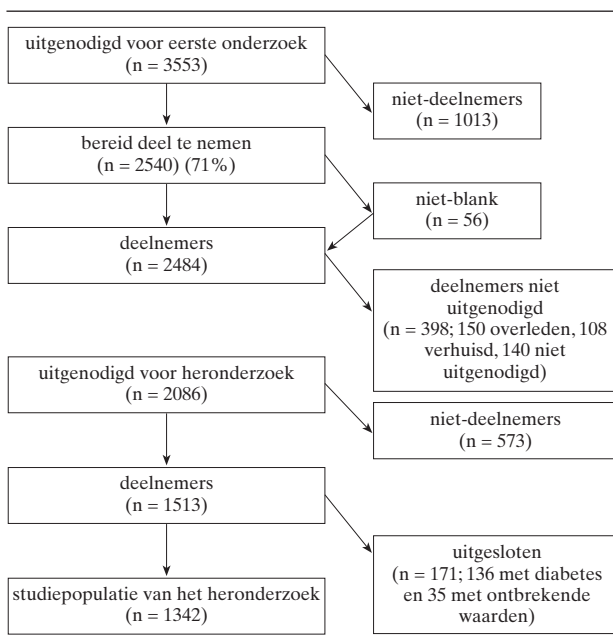 uitgenodigd voor eerste onderzoek
(n = 3553)
niet-deelnemers
(n = 1013)
bereid deel te nemen
(n = 2540) (71%)
niet-blank
(n = 56)
deelnemers
(n = 2484)
deelnemers niet
uitgenodigd
(n = 398; 150 overleden, 108
verhuisd, 140 niet
uitgenodigd)
uitgenodigd voor heronderzoek
(n = 2086)
niet-deelnemers
(n = 573)
deelnemers
(n = 1513)
uitgesloten
(n = 171; 136 met diabetes
en 35 met ontbrekende
waarden)
studiepopulatie van het heronderzoek
(n = 1342)